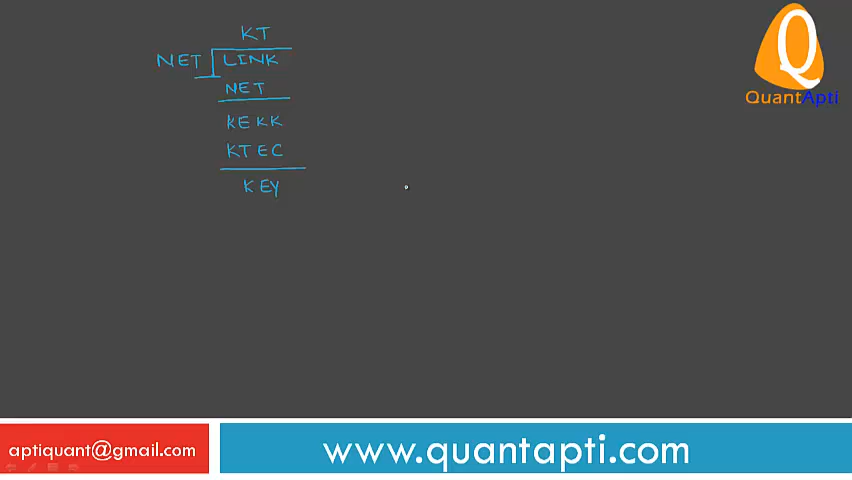 KT
NET LINK
NET
KEKK
KTEC
KEY
QuantApti
aptiquant@gmail.com
www.quantapti.com